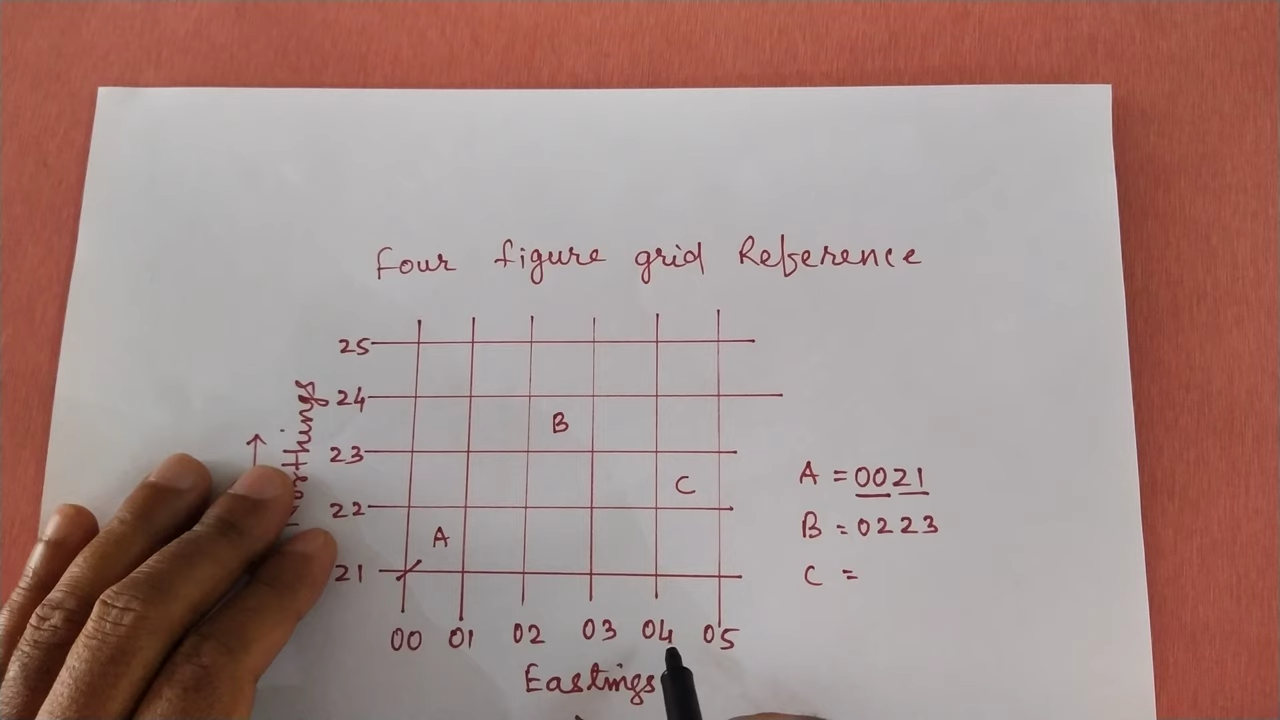 Four figure grid Reference
25
24
23
22
21
B
C
A
00 01 02 03 04 05
Eastings
A = 0021
B = 0223
C =